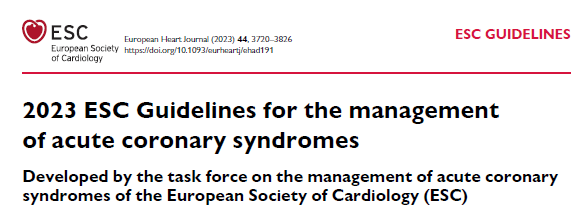 ESC
European Society
of Cardiology
European Heart Journal (2023) 44, 3720–3826
https://doi.org/10.1093/eurheartj/ehad191
ESC GUIDELINES
2023 ESC Guidelines for the management
of acute coronary syndromes
Developed by the task force on the management of acute coronary
syndromes of the European Society of Cardiology (ESC)